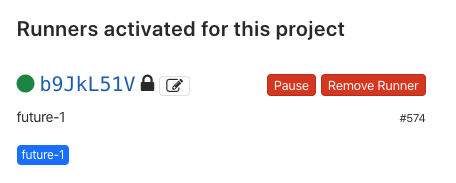 Runners activated for this project
b9JkL51V Pause Remove Runner
future-1 #574
future-1